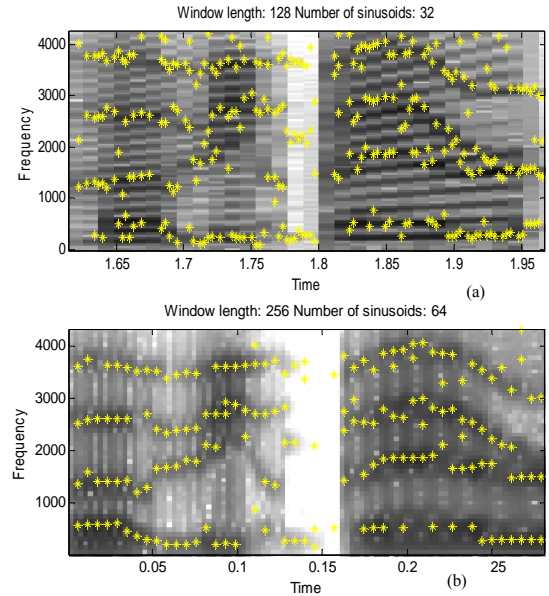 Window length: 128 Number of sinusoids: 32
Frequency
4000
3000
2000
1000
0
1.65
1.7
1.75
1.8
1.85
1.9
1.95
Time
(a)
Window length: 256 Number of sinusoids: 64
Frequency
4000
3000
2000
1000
0.05
0.1
0.15
0.2
25
Time
(b)